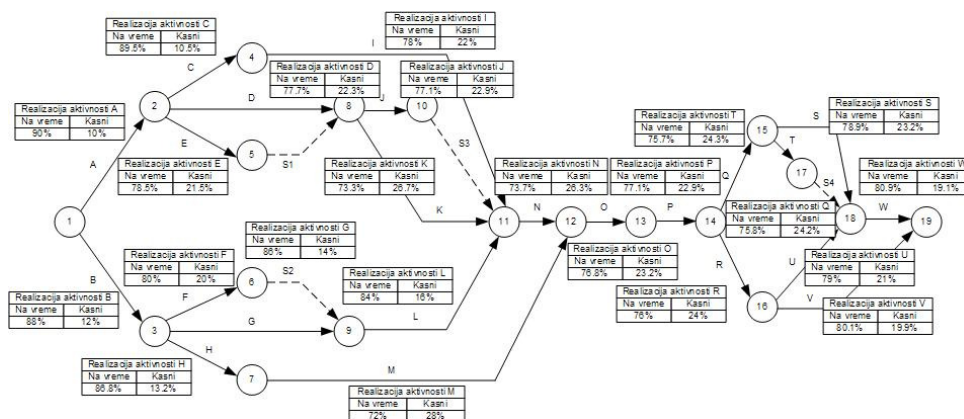 Realizacija aktivnosti C
Na vreme Kasni
89.5% 10.5%
Realizacija aktivnosti I
Na vreme Kasni
78% 22%
I
4
C
Realizacija aktivnosti D
Na vreme Kasni
77.7% 22.3%
Realizacija aktivnosti J
Na vreme Kasni
77.1% 22.9%
J
8
10
D
2
Realizacija aktivnosti A
Na vreme Kasni
90% 10%
A
E
5
S1
S3
Realizacija aktivnosti E
Na vreme Kasni
78.5% 21.5%
Realizacija aktivnosti K
Na vreme Kasni
73.3% 26.7%
K
Realizacija aktivnosti T
Na vreme Kasni
75.7% 24.3%
15
S
Realizacija aktivnosti S
Na vreme Kasni
78.9% 23.2%
T
17
S4
Realizacija aktivnosti N
Na vreme Kasni
73.7% 26.3%
Realizacija aktivnosti P
Na vreme Kasni
77.1% 22.9%
Q
Realizacija aktivnosti W
Na vreme Kasni
80.9% 19.1%
1
11
N
12
O
13
P
14
Realizacija aktivnosti Q
Na vreme Kasni
75.8% 24.2%
18
W
19
Realizacija aktivnosti G
Na vreme Kasni
86% 14%
Realizacija aktivnosti F
Na vreme Kasni
80% 20%
S2
6
F
B
Realizacija aktivnosti B
Na vreme Kasni
88% 12%
Realizacija aktivnosti L
Na vreme Kasni
84% 16%
L
Realizacija aktivnosti O
Na vreme Kasni
76.8% 23.2%
R
U
Realizacija aktivnosti U
Na vreme Kasni
79% 21%
Realizacija aktivnosti R
Na vreme Kasni
76% 24%
16
V
Realizacija aktivnosti V
Na vreme Kasni
80.1% 19.9%
3
G
9
H
7
M
Realizacija aktivnosti H
Na vreme Kasni
86.8% 13.2%
Realizacija aktivnosti M
Na vreme Kasni
72% 28%